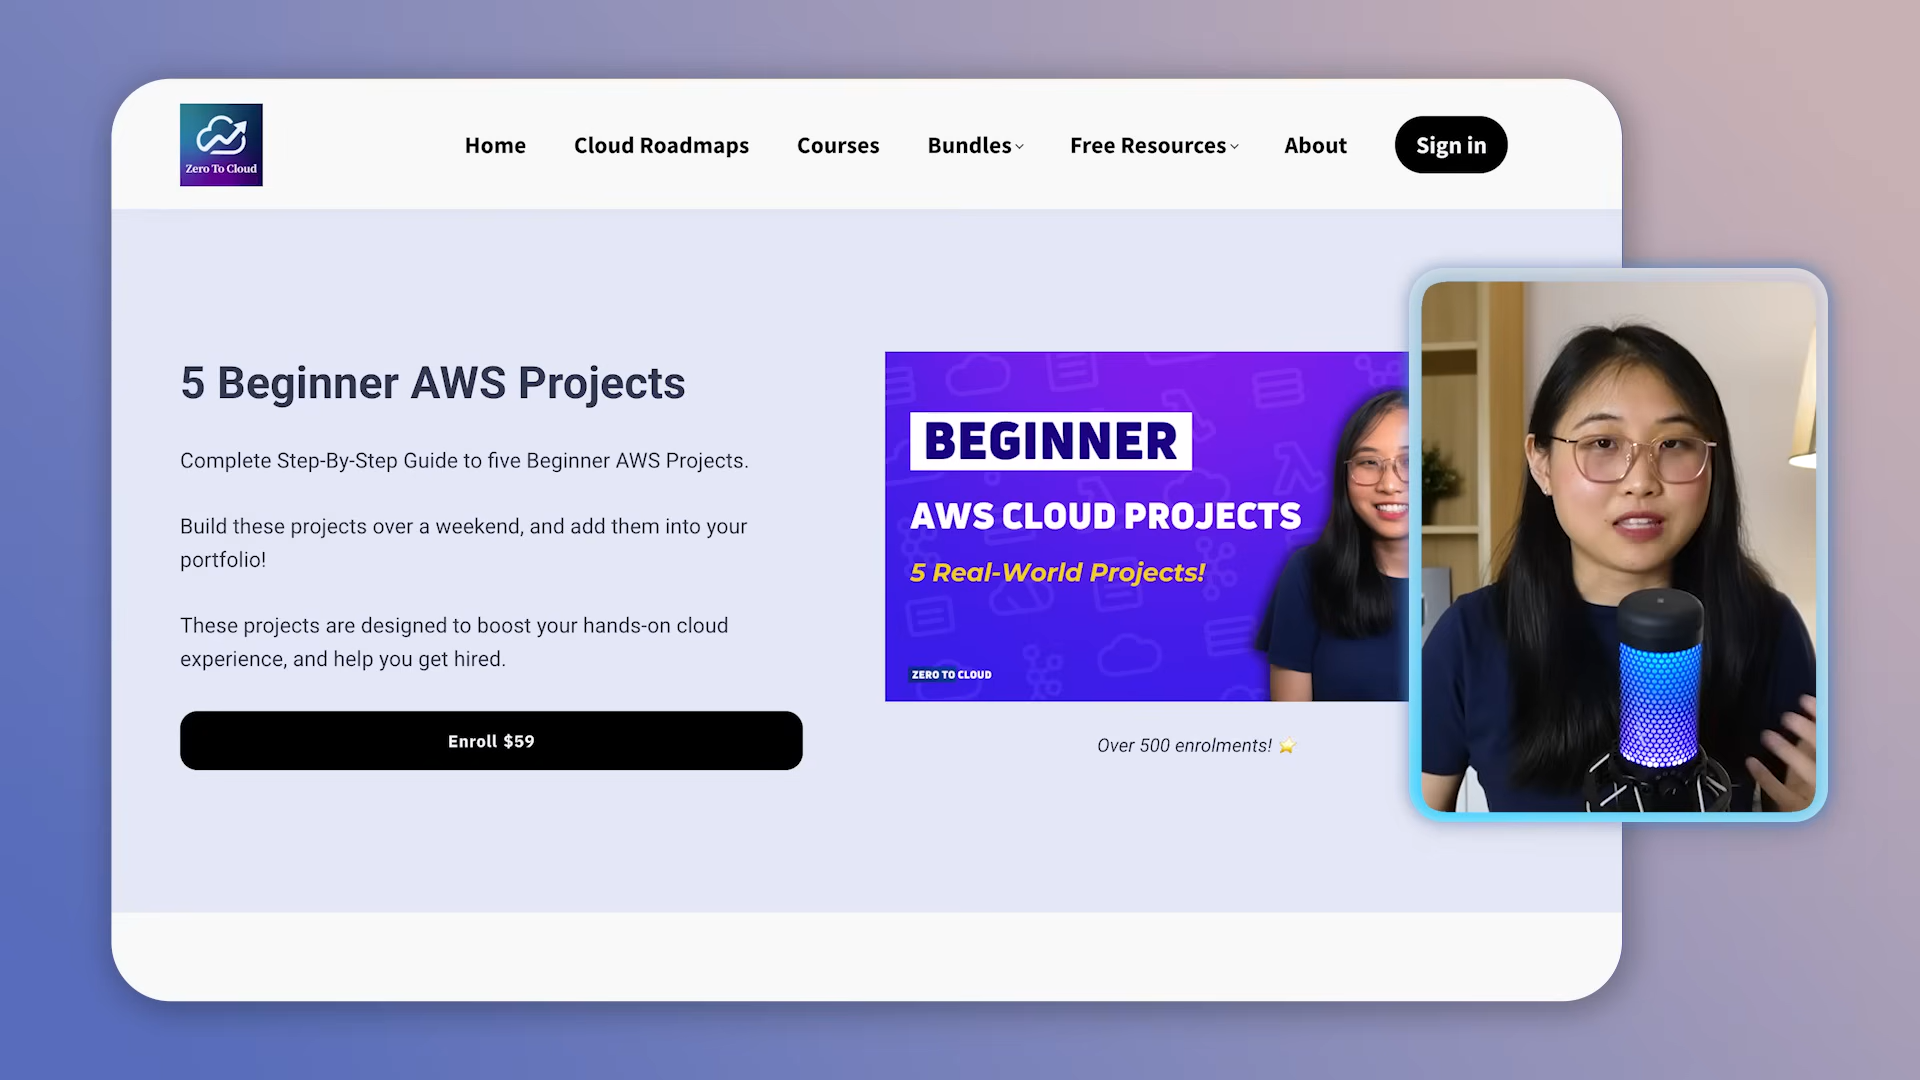 Zero To Cloud
Home
Cloud Roadmaps
Courses
Bundles
Free Resources
About
Sign in
5 Beginner AWS Projects
Complete Step-By-Step Guide to five Beginner AWS Projects.
Build these projects over a weekend, and add them into your
portfolio!
These projects are designed to boost your hands-on cloud
experience, and help you get hired.
Enroll $59
BEGINNER
AWS CLOUD PROJECTS
5 Real-World Projects!
ZERO TO CLOUD
Over 500 enrolments! ⭐